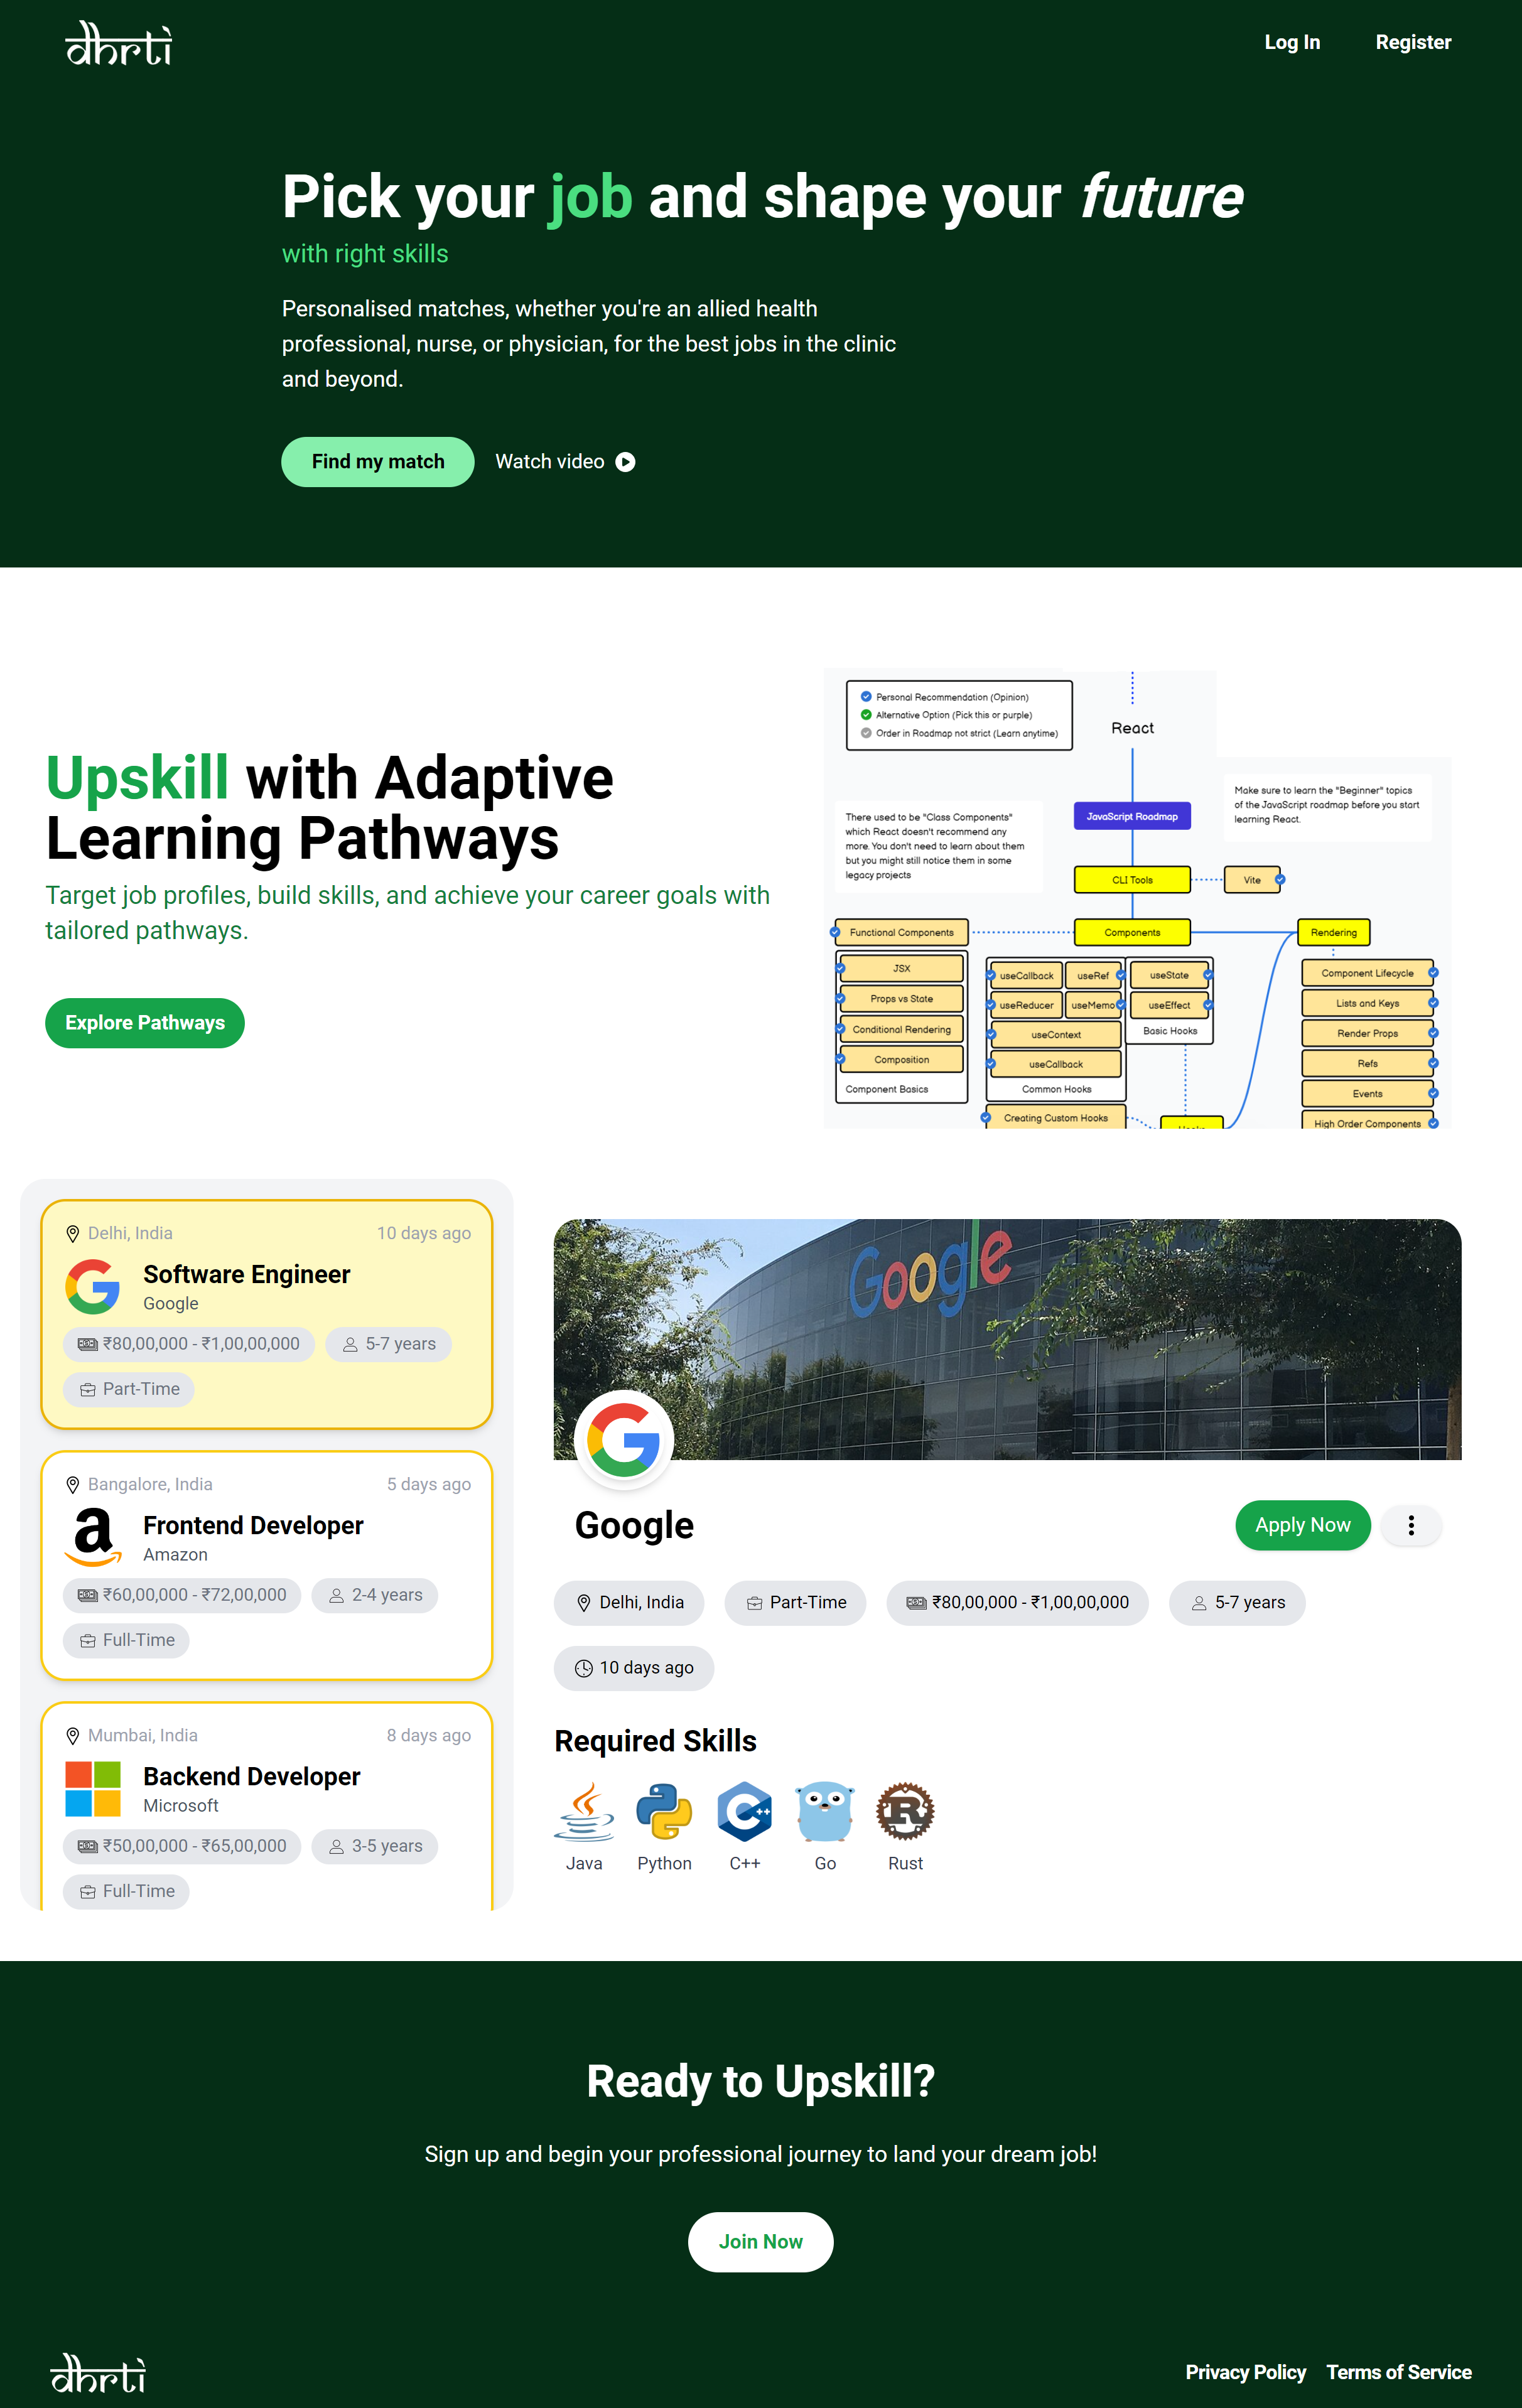 dhrti
Log In
Register
Pick your job and shape your future
with right skills
Personalised matches, whether you're an allied health
professional, nurse, or physician, for the best jobs in the clinic
and beyond.
Find my match
Watch video
Upskill with Adaptive
Learning Pathways
Target job profiles, build skills, and achieve your career goals with
tailored pathways.
Explore Pathways
Personal Recommendation (Opinion)
Alternative Option (Pick this or purple)
Order in Roadmap not strict (Learn anytime)
React
Make sure to learn the "Beginner" topics
of the JavaScript roadmap before you start
learning React.
There used to be "Class Components"
which React doesn't recommend any
more. You don't need to learn about them
but you might still notice them in some
legacy projects
JavaScript Roadmap
CLI Tools
Vite
Functional Components
Components
Rendering
JSX
Props vs State
Conditional Rendering
Composition
Component Basics
useCallback
useRef
useReducer
useMemo
useContext
useCallback
Common Hooks
Creating Custom Hooks
useState
useEffect
Basic Hooks
Hooks
Component Lifecycle
Lists and Keys
Render Props
Refs
Events
High Order Components
Delhi, India
10 days ago
Software Engineer
Google
₹80,00,000 - ₹1,00,00,000
5-7 years
Part-Time
Bangalore, India
5 days ago
Frontend Developer
Amazon
₹60,00,000 - ₹72,00,000
2-4 years
Full-Time
Mumbai, India
8 days ago
Backend Developer
Microsoft
₹50,00,000 - ₹65,00,000
3-5 years
Full-Time
Google
Google
Apply Now
Delhi, India
Part-Time
₹80,00,000 - ₹1,00,00,000
5-7 years
10 days ago
Required Skills
Java
Python
C++
Go
Rust
Ready to Upskill?
Sign up and begin your professional journey to land your dream job!
Join Now
dhrti
Privacy Policy
Terms of Service